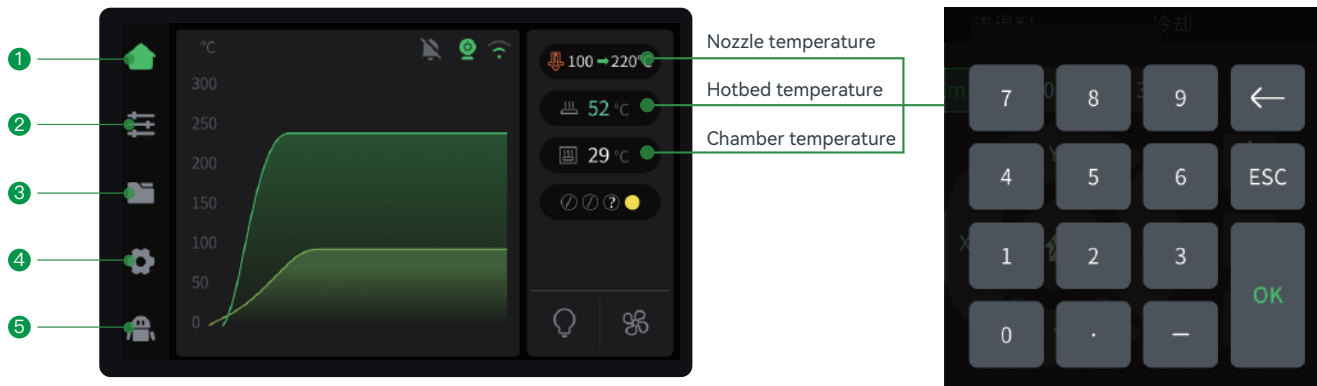 1
2
3
4
5
°C
300
250
200
150
100
50
0
100 → 220°C
52 °C
29 °C
?
Nozzle temperature
Hotbed temperature
Chamber temperature
冷却
7 8 9 ←
4 5 6 ESC
1 2 3
OK
0 . −